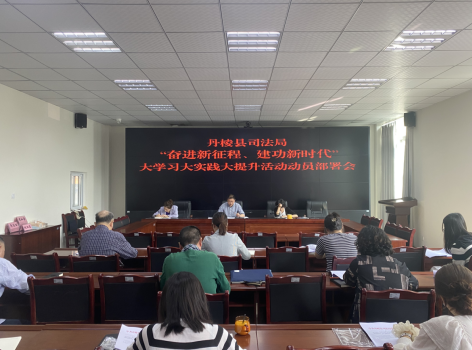 丹棱县司法局
“奋进新征程、建功新时代”
大学习大实践大提升活动动员部署会